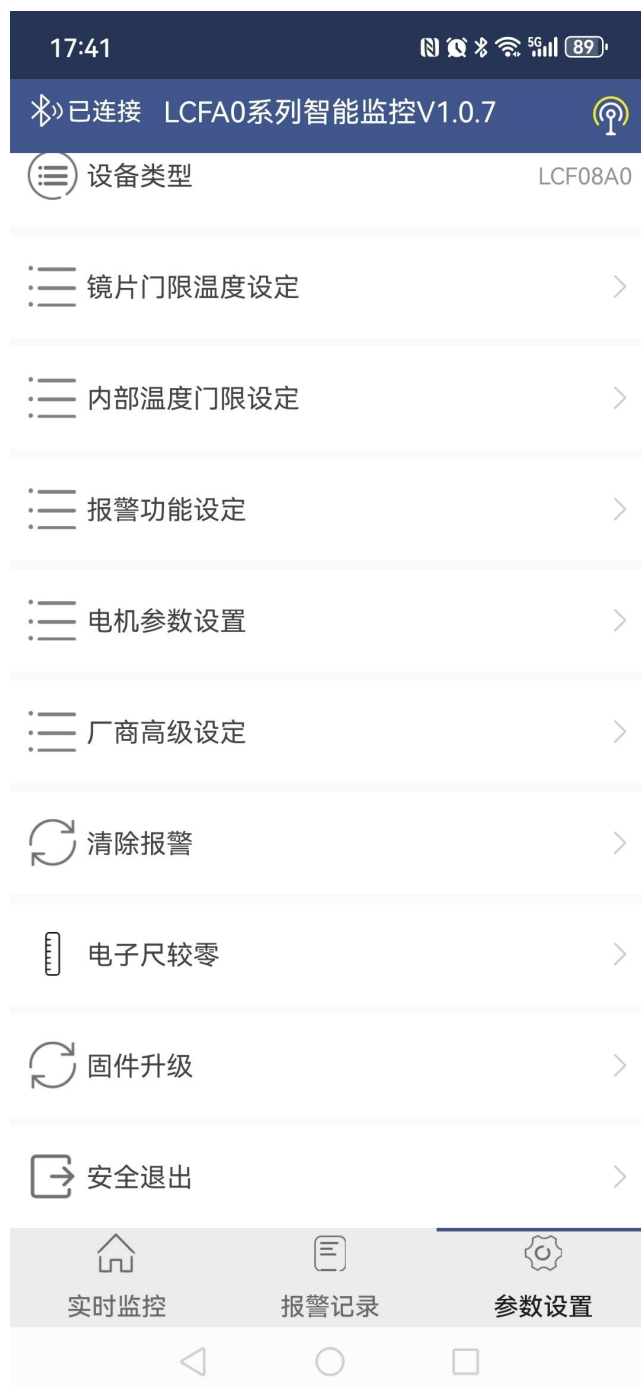 17:41 5G 89
已连接 LCFA0系列智能监控V1.0.7
设备类型 LCF08A0
镜片门限温度设定
内部温度门限设定
报警功能设定
电机参数设置
厂商高级设定
清除报警
电子尺较零
固件升级
安全退出
实时监控 报警记录 参数设置